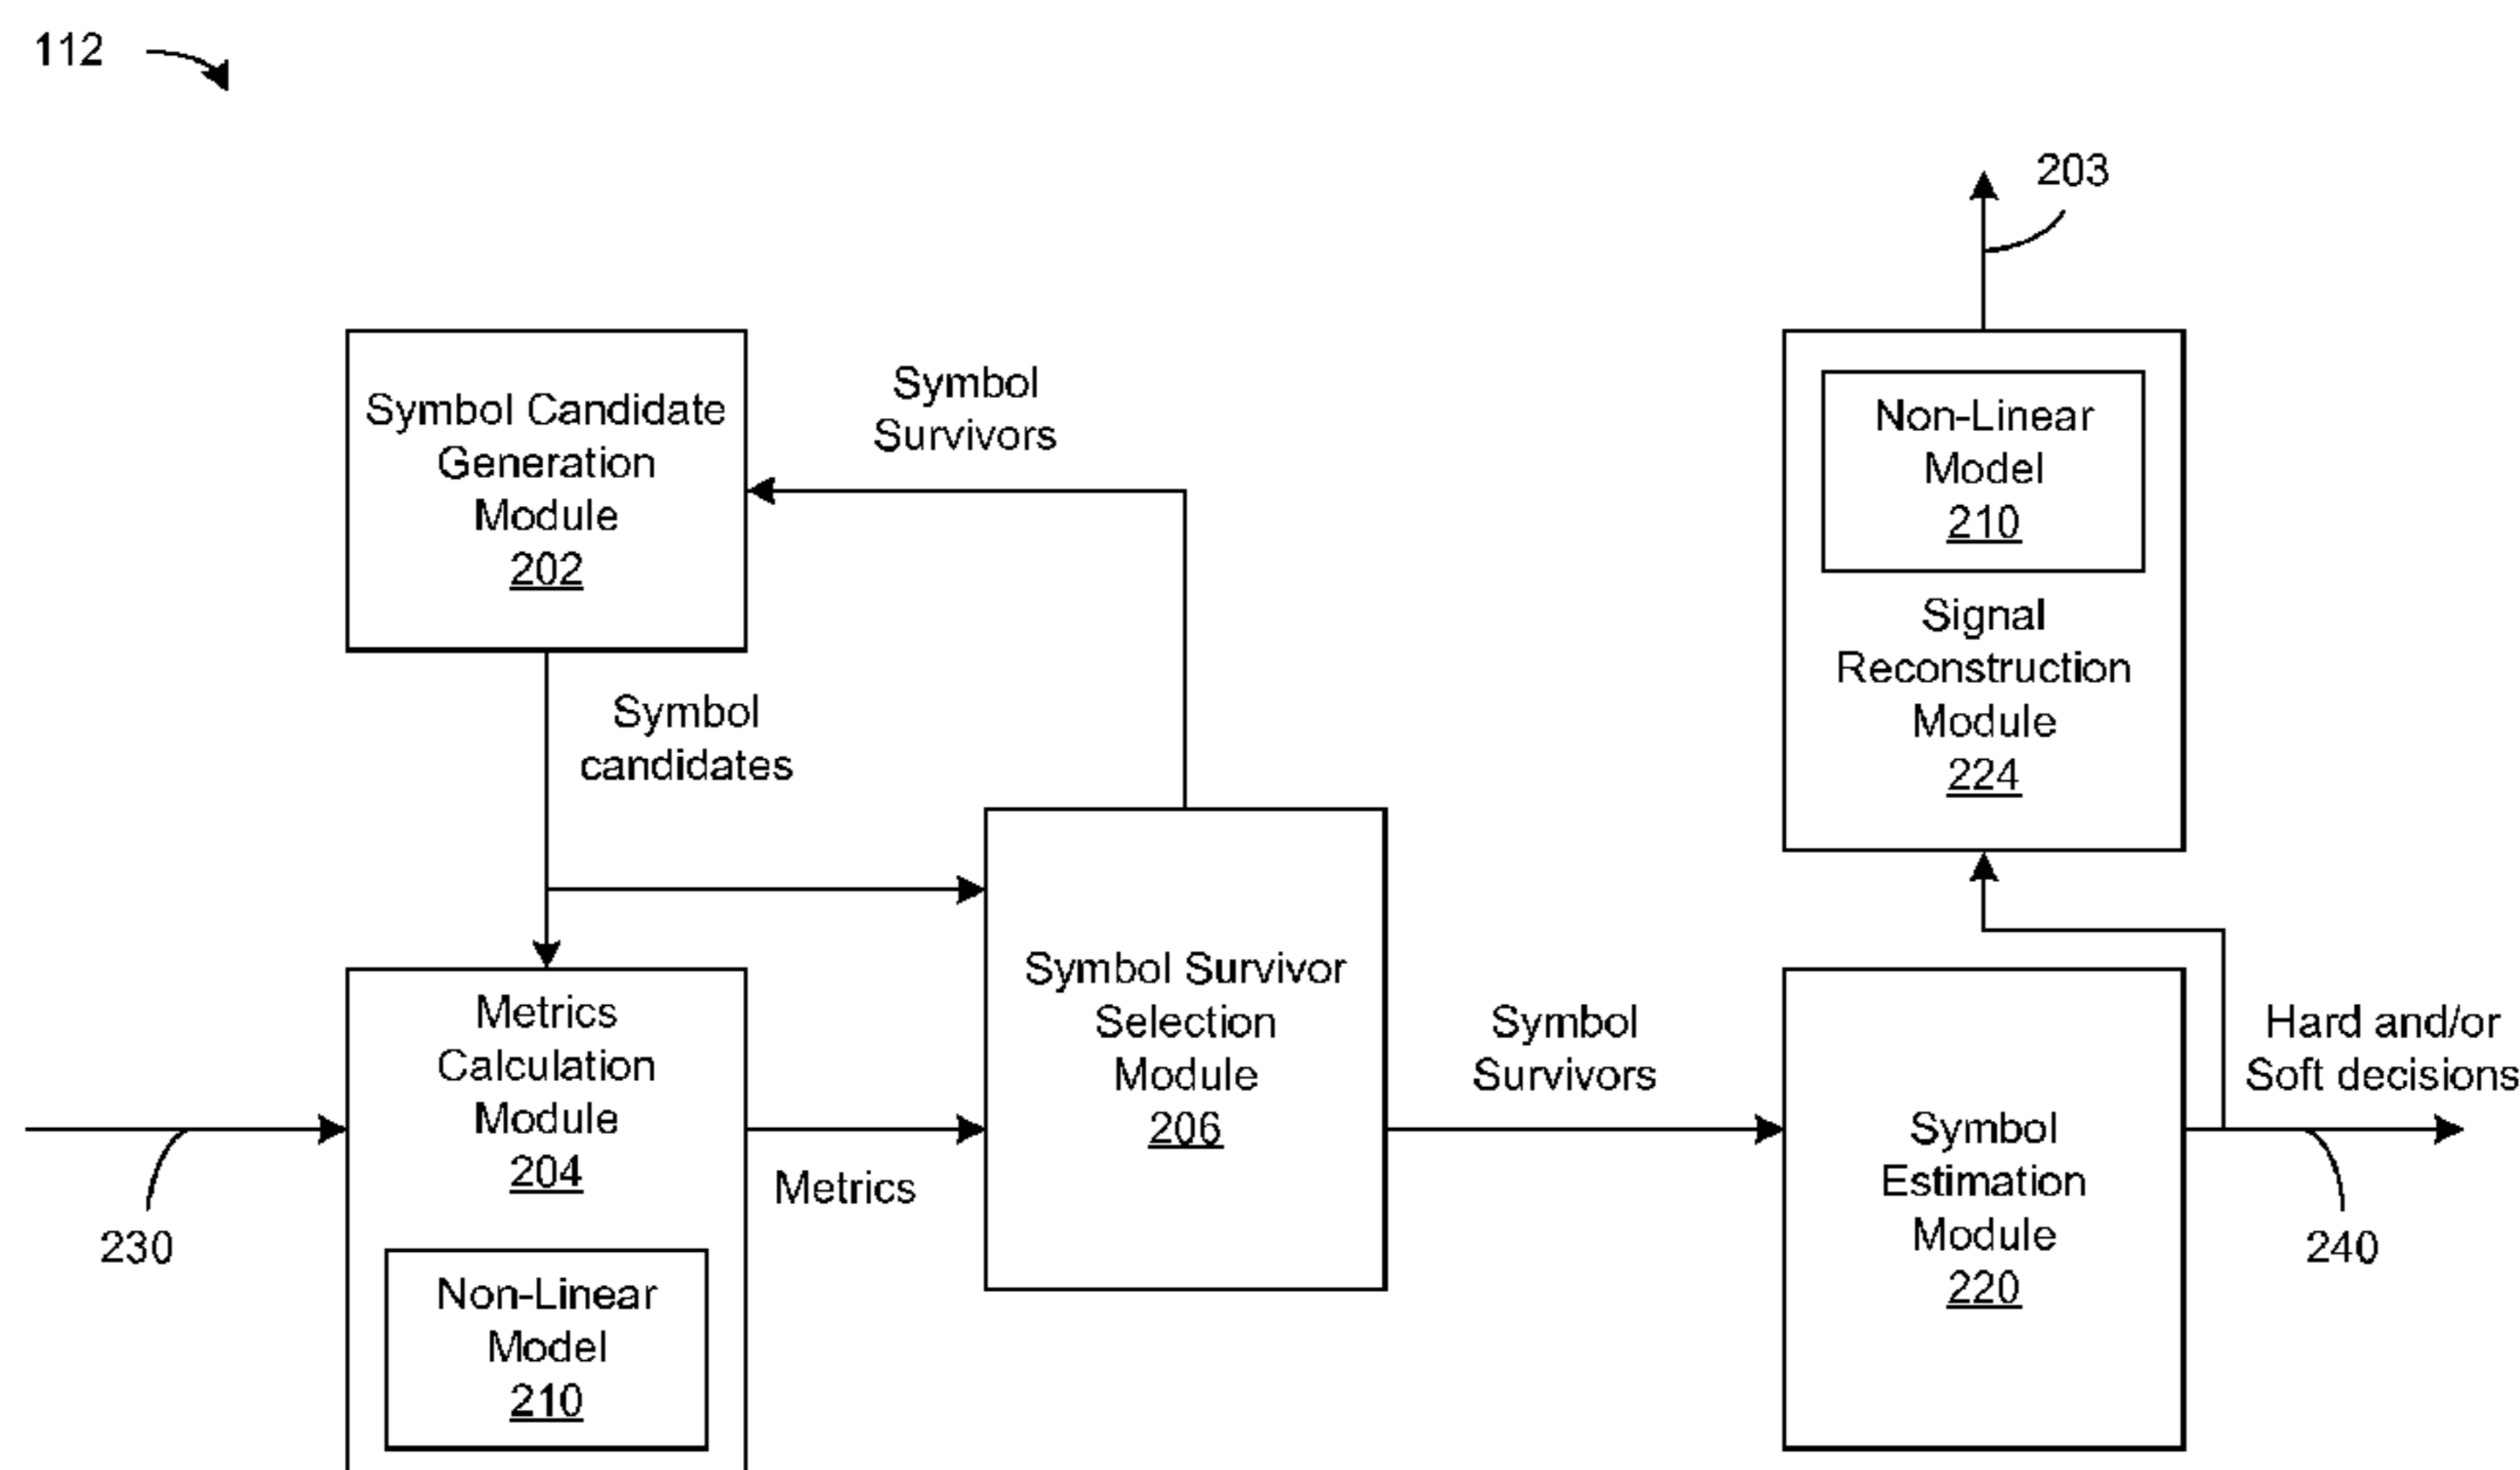 112
203
Symbol Candidate
Generation
Module
202
Symbol
Survivors
Non-Linear
Model
210
Signal
Reconstruction
Module
224
Symbol
candidates
Metrics
Calculation
Module
204
Non-Linear
Model
210
230
Metrics
Symbol Survivor
Selection
Module
206
Symbol
Survivors
Symbol
Estimation
Module
220
Hard and/or
Soft decisions
240